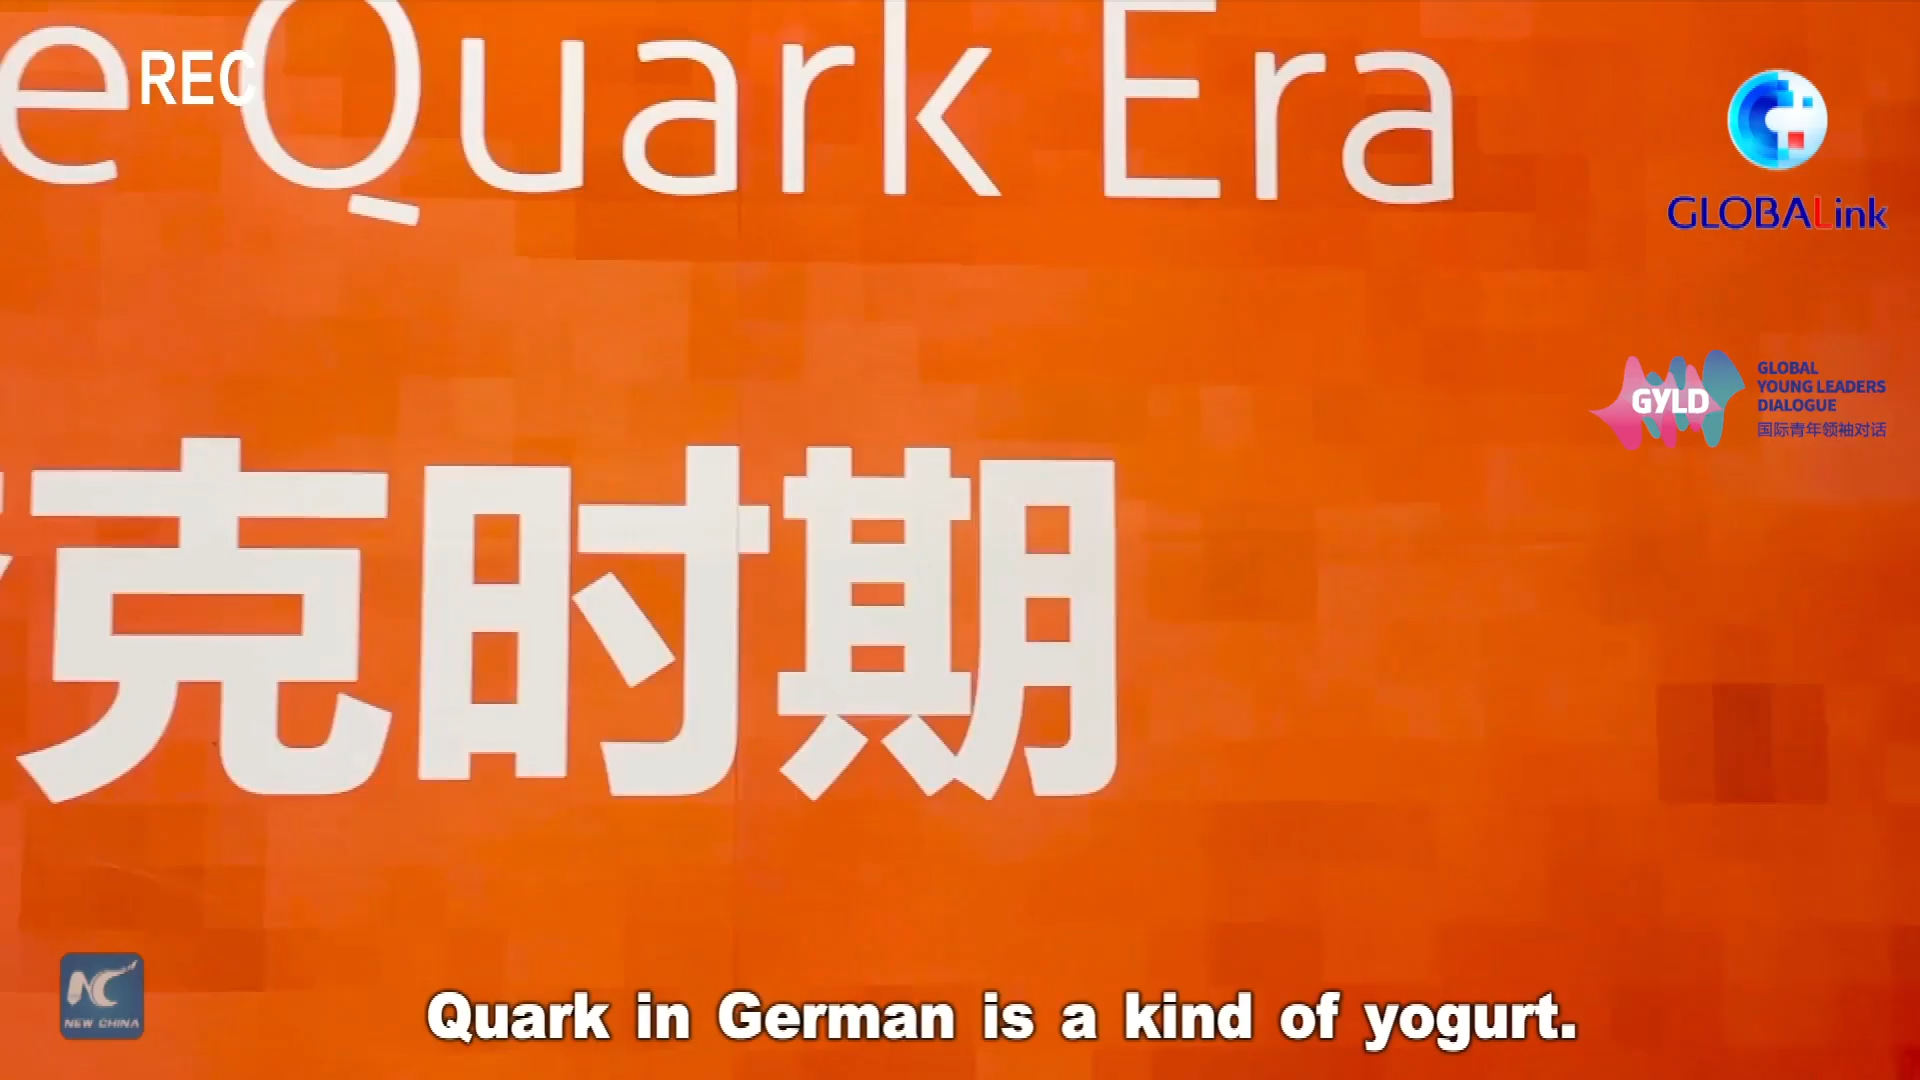 e Quark Era
REC
GLOBALink
GYLD
GLOBAL
YOUNG LEADERS
DIALOGUE
国际青年领袖对话
克时期
NEW CHINA
Quark in German is a kind of yogurt.